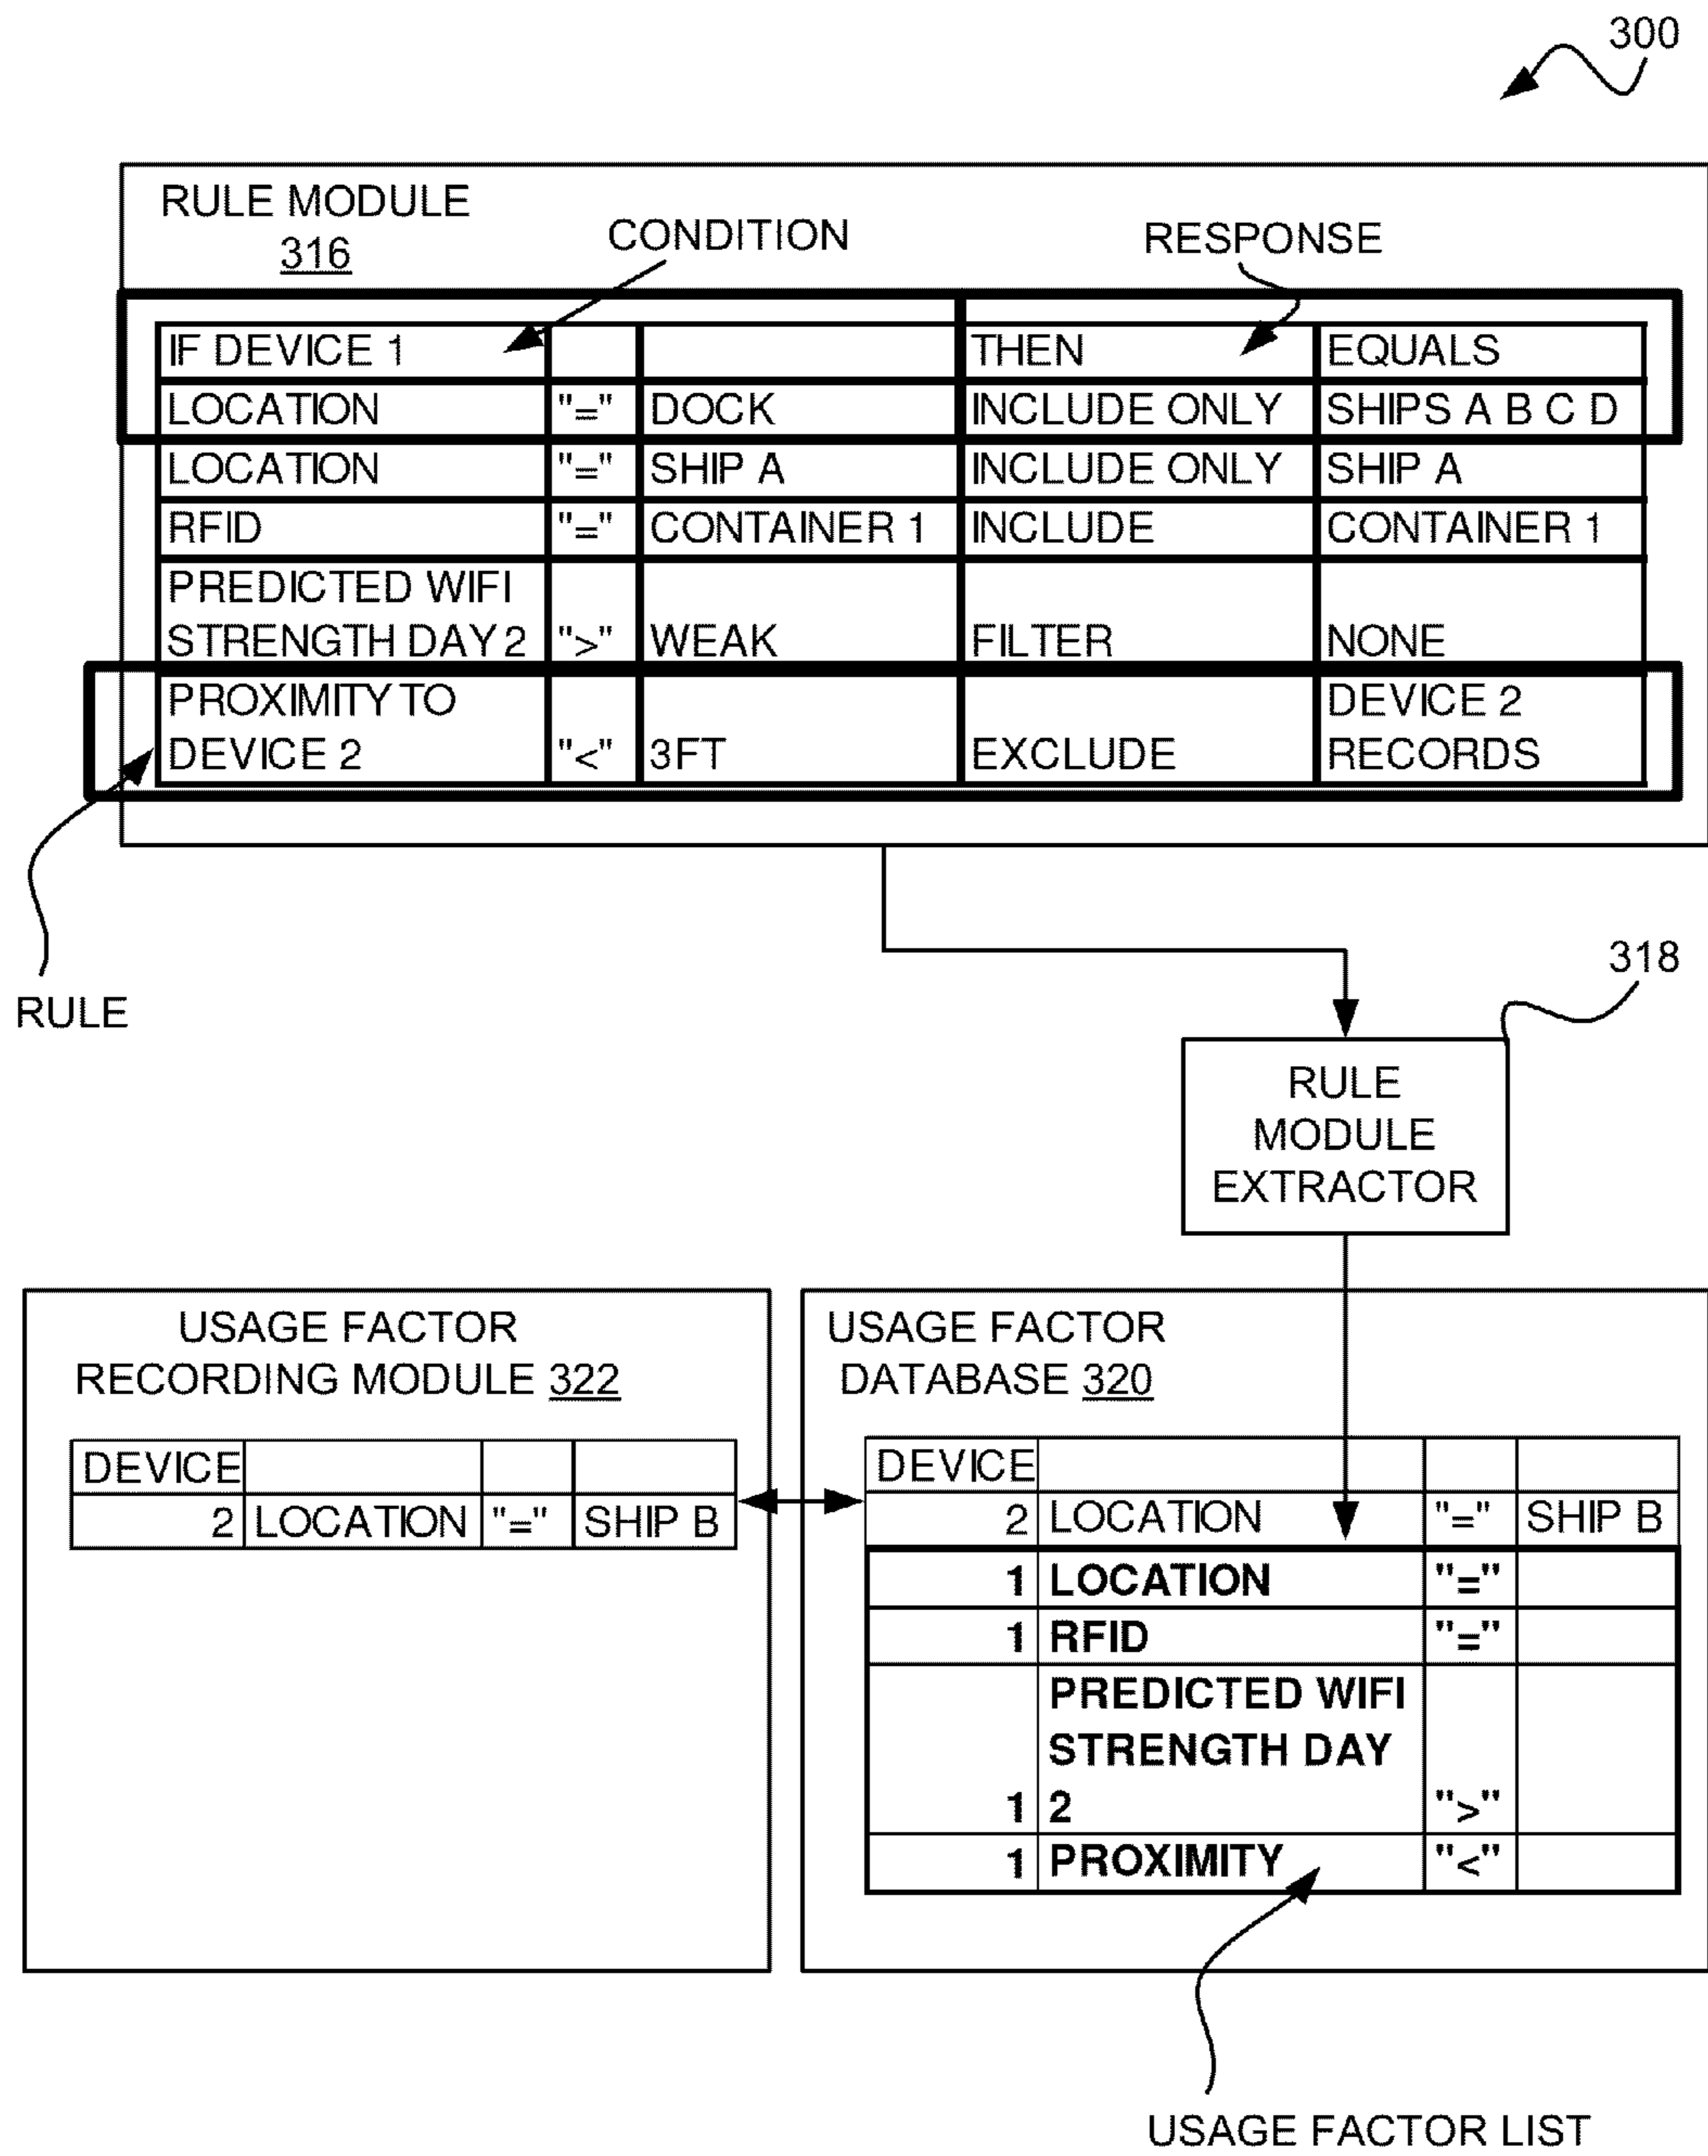 300
RULE MODULE
316
CONDITION
RESPONSE
IF DEVICE 1 THEN EQUALS
LOCATION "=" DOCK INCLUDE ONLY SHIPS A B C D
LOCATION "=" SHIP A INCLUDE ONLY SHIP A
RFID "=" CONTAINER 1 INCLUDE CONTAINER 1
PREDICTED WIFI
STRENGTH DAY 2 ">" WEAK FILTER NONE
PROXIMITY TO DEVICE 2
DEVICE 2 "<" 3FT EXCLUDE RECORDS
RULE
318
RULE
MODULE
EXTRACTOR
USAGE FACTOR
RECORDING MODULE 322
DEVICE
2 LOCATION "=" SHIP B
USAGE FACTOR
DATABASE 320
DEVICE
2 LOCATION "=" SHIP B
1 LOCATION "="
1 RFID "="
PREDICTED WIFI
STRENGTH DAY
1 2 ">"
1 PROXIMITY "<"
USAGE FACTOR LIST